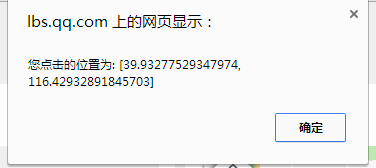 lbs.qq.com 上的网页显示：
您点击的位置为: [39.93277529347974,
116.42932891845703]
确定